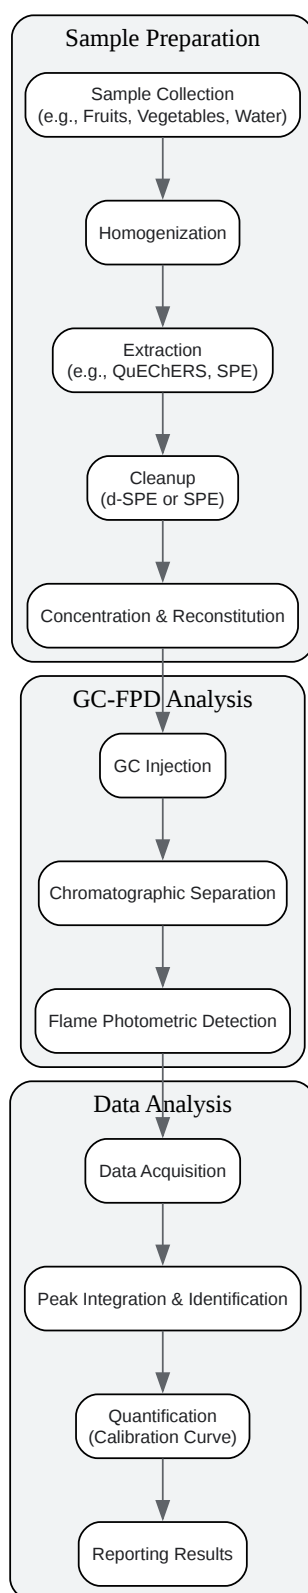 Sample Preparation
Sample Collection
(e.g., Fruits, Vegetables, Water)
Homogenization
Extraction
(e.g., QuEChERS, SPE)
Cleanup
(d-SPE or SPE)
Concentration & Reconstitution
GC-FPD Analysis
GC Injection
Chromatographic Separation
Flame Photometric Detection
Data Analysis
Data Acquisition
Peak Integration & Identification
Quantification
(Calibration Curve)
Reporting Results